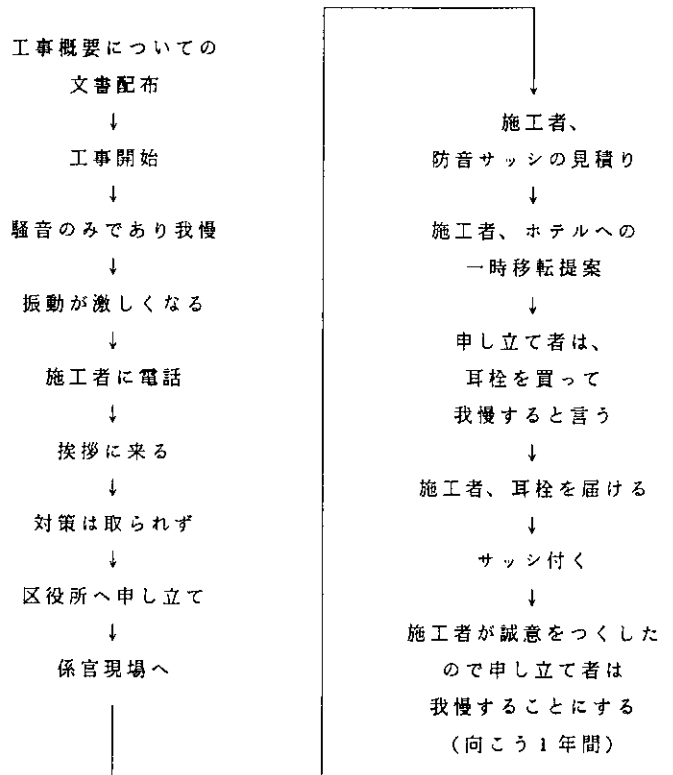 工事概要についての
文書配布
↓
工事開始
↓
騒音のみであり我慢
↓
振動が激しくなる
↓
施工者に電話
↓
挨拶に来る
↓
対策は取られず
↓
区役所へ申し立て
↓
係官現場へ
施工者、
防音サッシの見積り
↓
施工者、ホテルへの
一時移転提案
↓
申し立て者は、
耳栓を買って
我慢すると言う
↓
施工者、耳栓を届ける
↓
サッシ付く
↓
施工者が誠意をつくした
ので申し立て者は
我慢することにする
(向こう1年間)